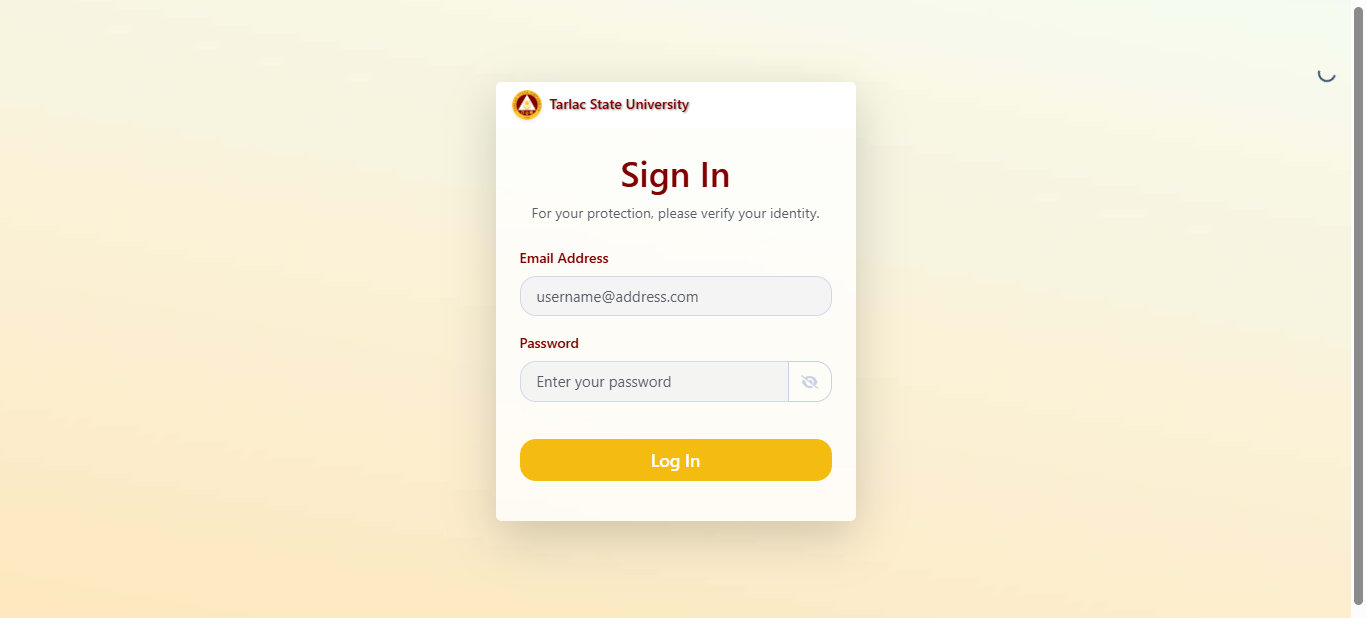 Tarlac State University
Sign In
For your protection, please verify your identity.
Email Address
username@address.com
Password
Enter your password
Log In